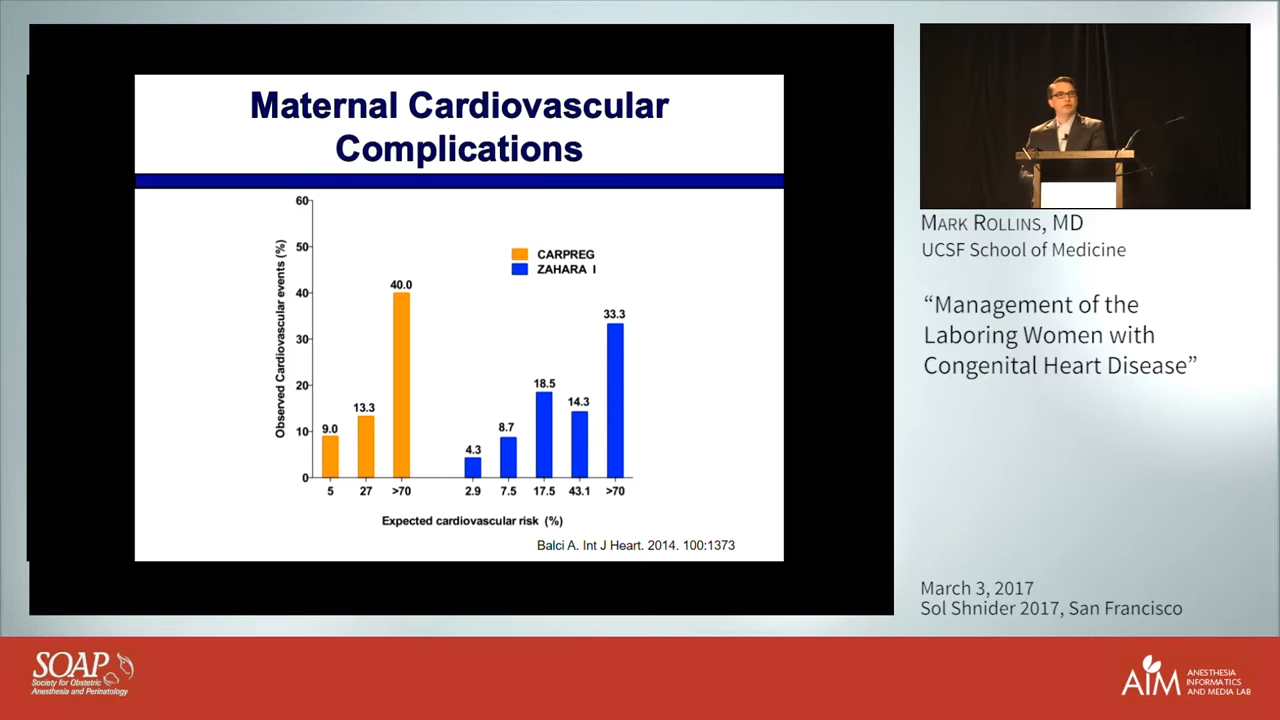 Maternal Cardiovascular
Complications
60
50
40
30
20
10
0
Observed Cardiovascular events (%)
CARPREG
ZAHARA I
9.0
13.3
40.0
4.3
8.7
18.5
14.3
33.3
5
27
>70
2.9
7.5
17.5
43.1
>70
Expected cardiovascular risk (%)
Balci A. Int J Heart. 2014. 100:1373
MARK ROLLINS, MD
UCSF School of Medicine
“Management of the
Laboring Women with
Congenital Heart Disease”
March 3, 2017
Sol Shnider 2017, San Francisco
SOAP
Society for Obstetric
Anesthesia and Perinatology
AIM
ANESTHESIA
INFORMATICS
AND MEDIA LAB